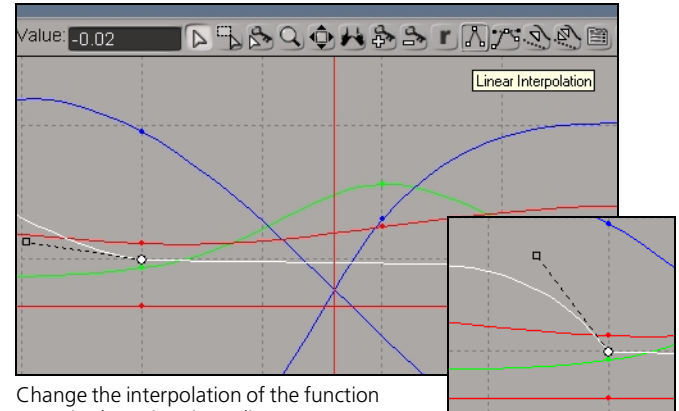 Value: -0.02
r
Linear Interpolation
Change the interpolation of the function